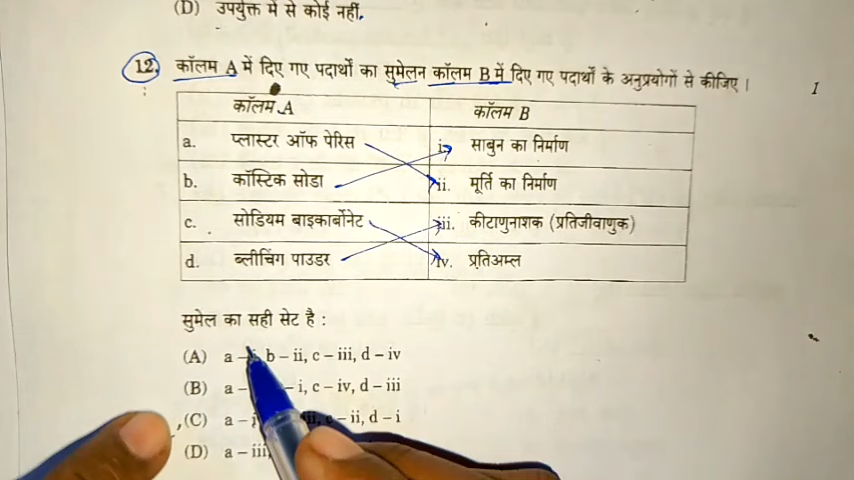 (D) उपर्युक्त में से कोई नहीं.
12. कॉलम A में दिए गए पदार्थों का सुमेलन कॉलम B में दिए गए पदार्थों के अनुप्रयोगों से कीजिए । 1
कॉलम A कॉलम B
a. प्लास्टर ऑफ पेरिस i. साबुन का निर्माण
b. कॉस्टिक सोडा ii. मूर्ति का निर्माण
c. सोडियम बाइकार्बोनेट iii. कीटाणुनाशक (प्रतिजीवाणुक)
d. ब्लीचिंग पाउडर iv. प्रतिअम्ल
सुमेल का सही सेट है :
(A) a – i, b – ii, c – iii, d – iv
(B) a – – i, c – iv, d – iii
(C) a – c – ii, d – i
(D) a – iii,